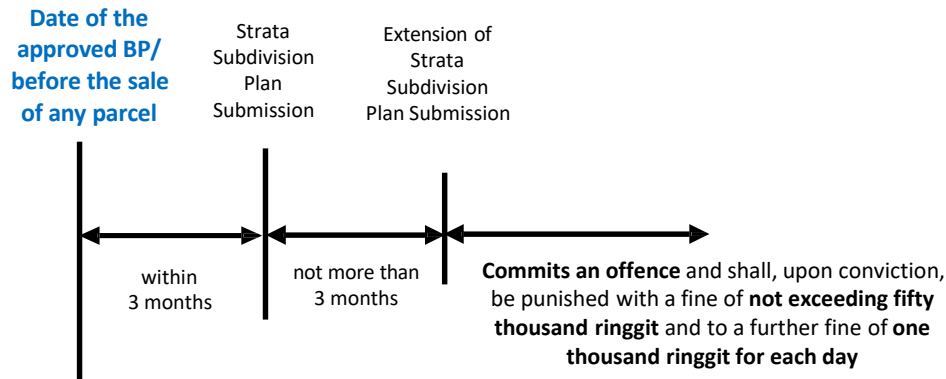 Date of the
approved BP/
before the sale
of any parcel
Strata
Subdivision
Plan
Submission
Extension of
Strata
Subdivision
Plan Submission
within
3 months
not more than
3 months
Commits an offence and shall, upon conviction,
be punished with a fine of not exceeding fifty
thousand ringgit and to a further fine of one
thousand ringgit for each day